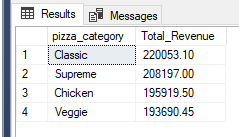 Results Messages
pizza_category Total_Revenue
1 Classic 220053.10
2 Supreme 208197.00
3 Chicken 195919.50
4 Veggie 193690.45